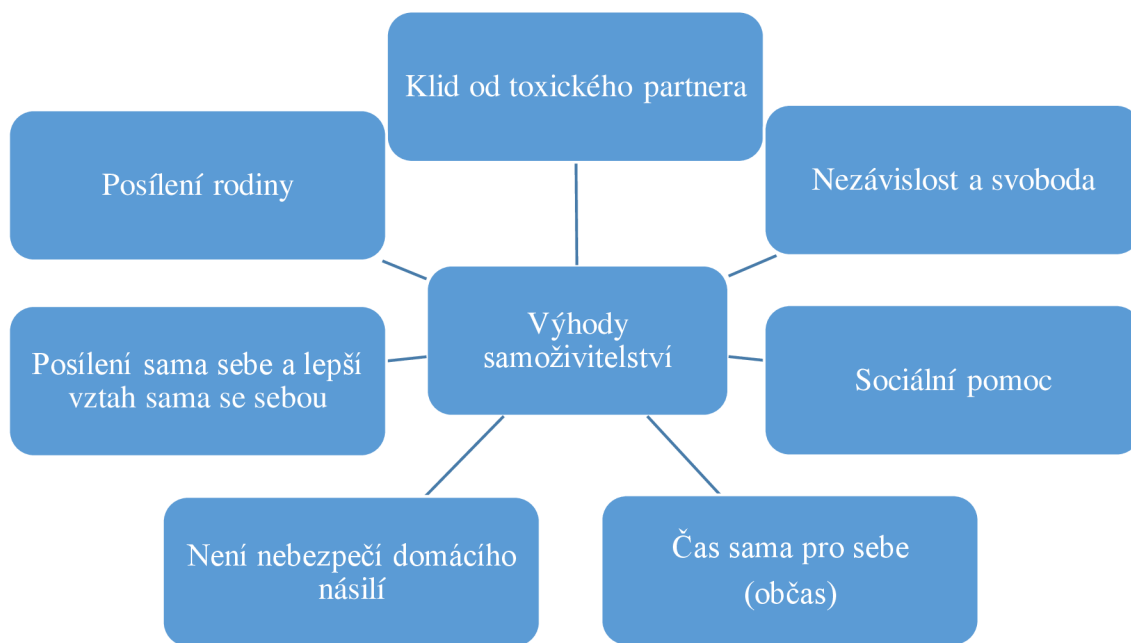 Klid od toxického partnera
Posílení rodiny
Nezávislost a svoboda
Výhody
samoživitelství
Posílení sama sebe a lepší
vztah sama se sebou
Sociální pomoc
Není nebezpečí domácího
násilí
Čas sama pro sebe
(občas)